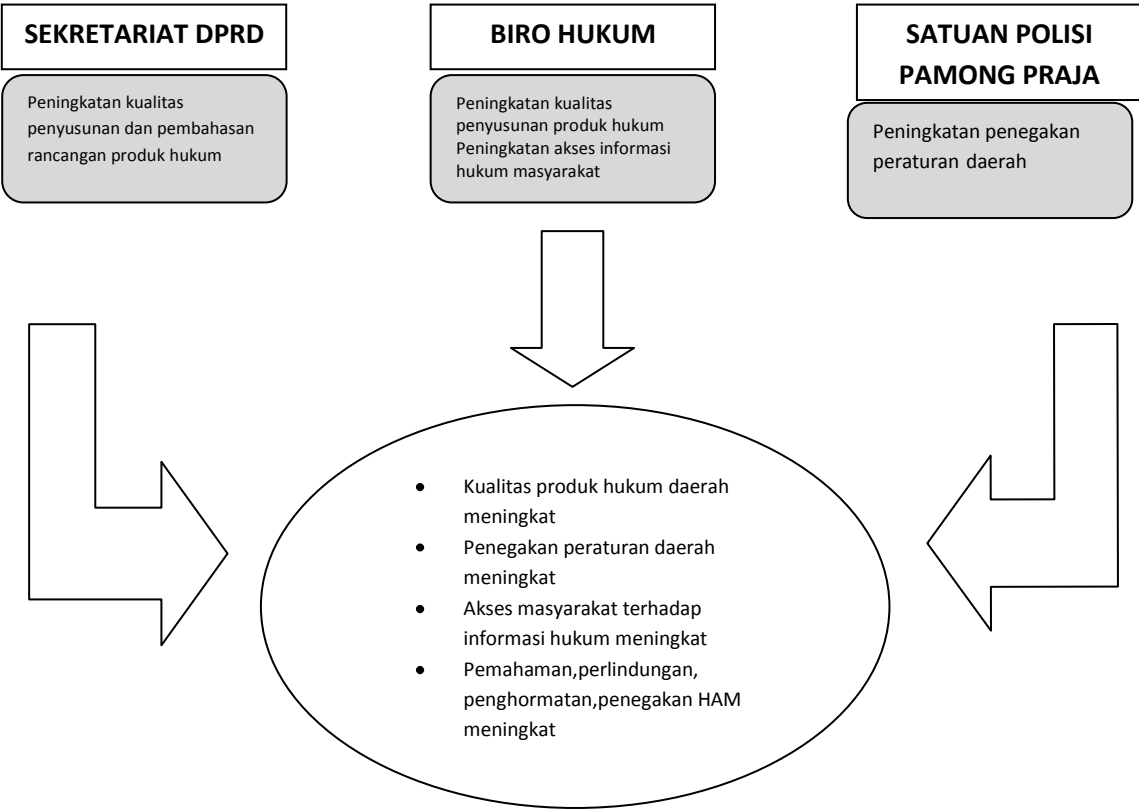 SEKRETARIAT DPRD
Peningkatan kualitas
penyusunan dan pembahasan
rancangan produk hukum
BIRO HUKUM
Peningkatan kualitas
penyusunan produk hukum
Peningkatan akses informasi
hukum masyarakat
SATUAN POLISI
PAMONG PRAJA
Peningkatan penegakan
peraturan daerah
• Kualitas produk hukum daerah
meningkat
• Penegakan peraturan daerah
meningkat
• Akses masyarakat terhadap
informasi hukum meningkat
• Pemahaman,perlindungan,
penghormatan,penegakan HAM
meningkat